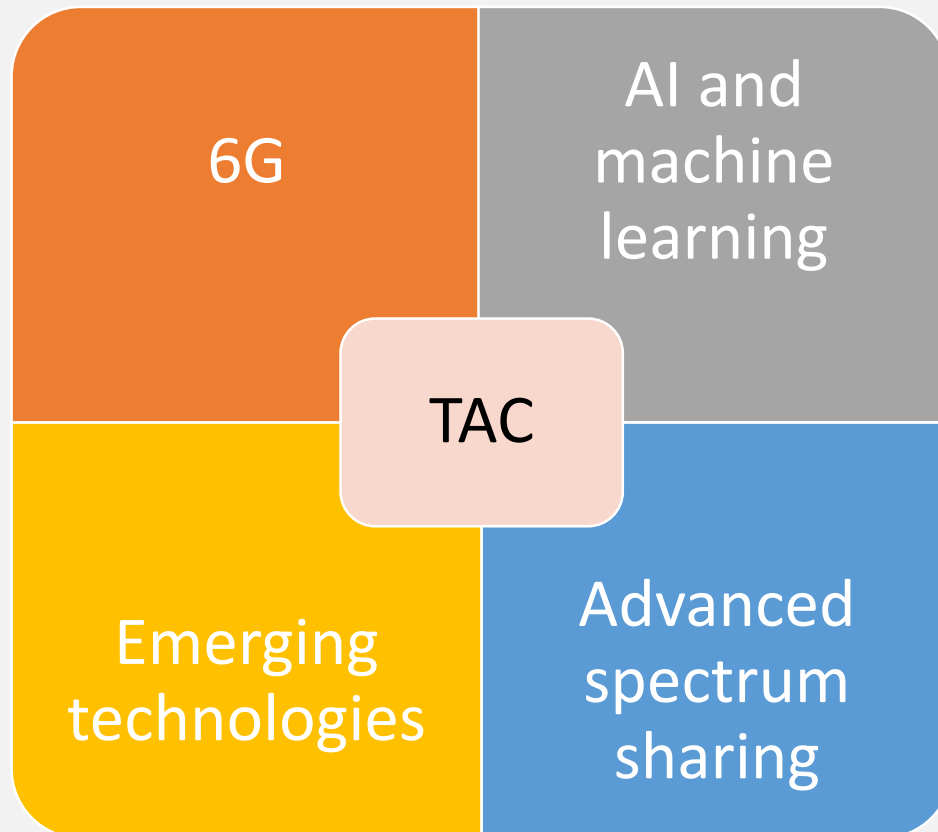 6G
AI and
machine
learning
TAC
Emerging
technologies
Advanced
spectrum
sharing